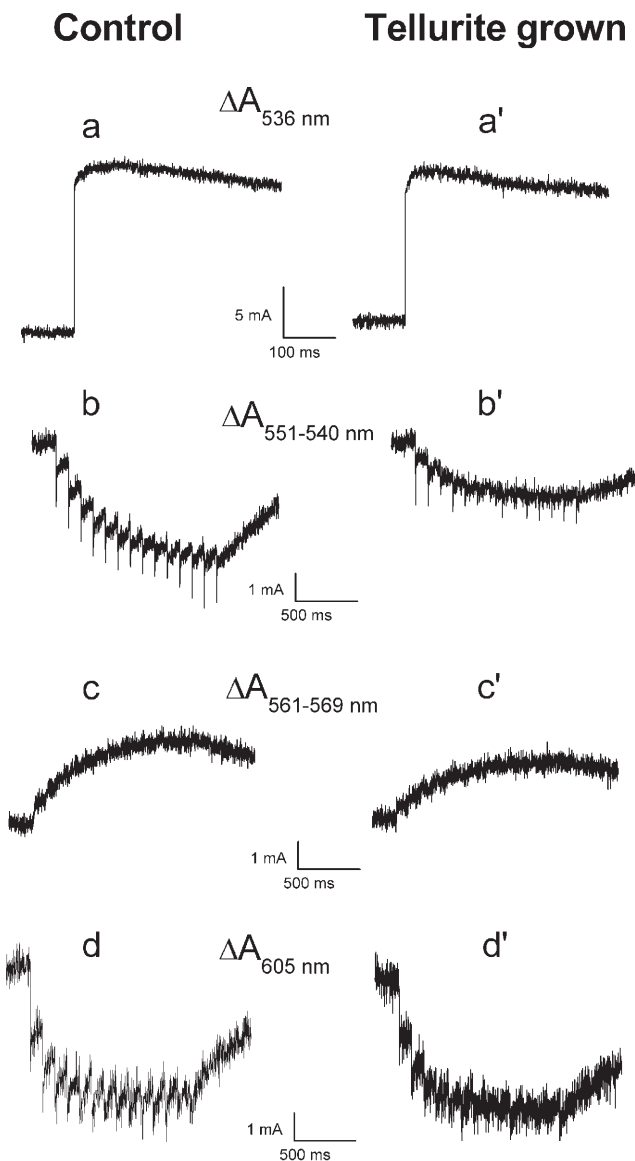 Control Tellurite grown
a ΔA536 nm a'
5 mA
100 ms
b ΔA551-540 nm b'
1 mA
500 ms
c ΔA561-569 nm c'
1 mA
500 ms
d ΔA605 nm d'
1 mA
500 ms